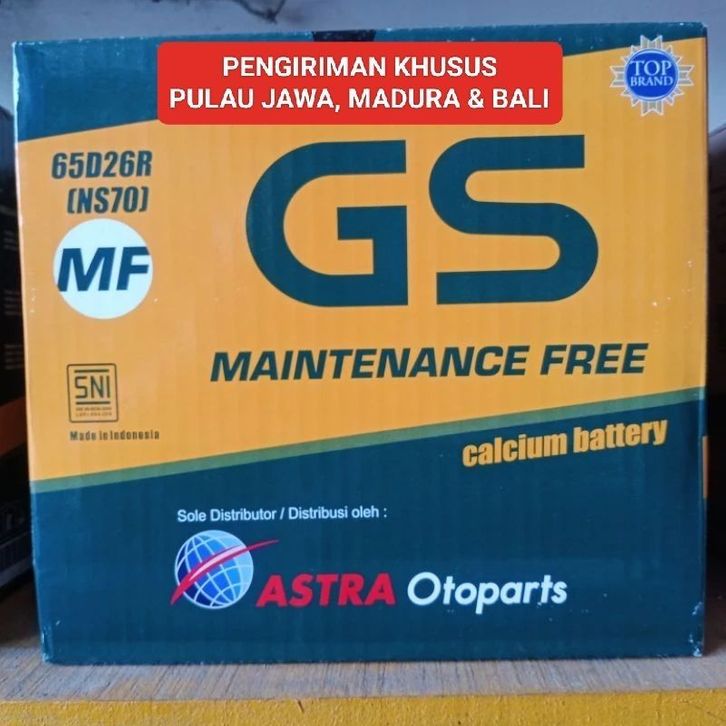 PENGIRIMAN KHUSUS
PULAU JAWA, MADURA & BALI
TOP
BRAND
65D26R
(NS70)
GS
MF
MAINTENANCE FREE
SNI
Made in Indonesia
calcium battery
Sole Distributor / Distribusi oleh :
ASTRA Otoparts